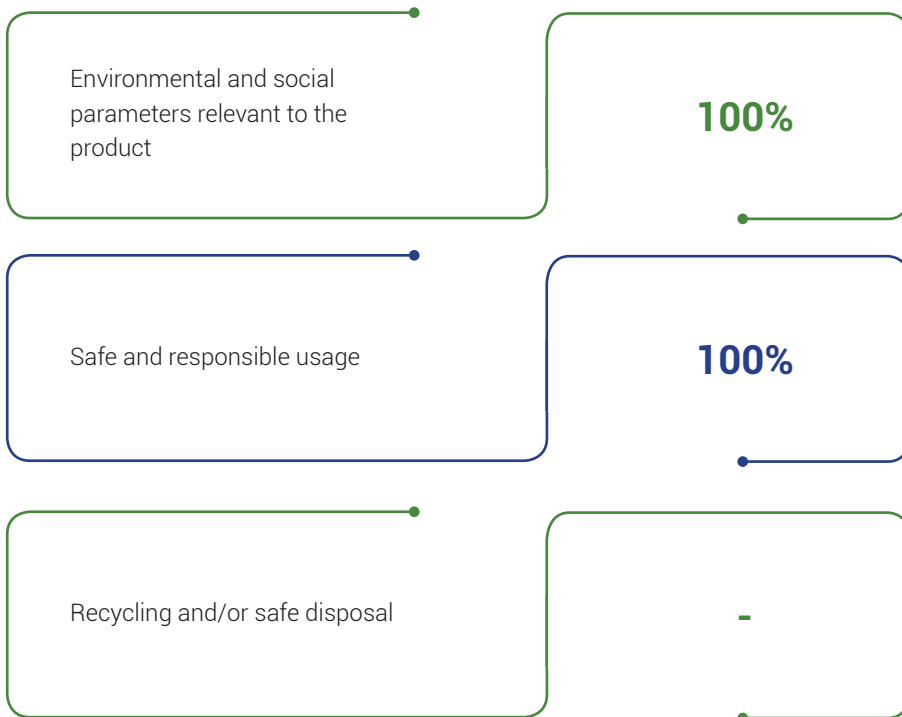 Environmental and social
parameters relevant to the
product
100%
Safe and responsible usage
100%
Recycling and/or safe disposal
-